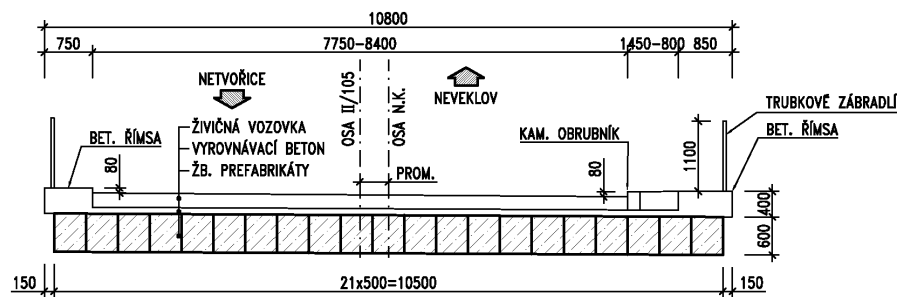 10800
750
7750-8400
1450-800
850
NETVOŘICE
OSA II/105
OSA N.K.
NEVEKLOV
TRUBKOVÉ ZÁBRADLÍ
BET. ŘÍMSA
ŽIVIČNÁ VOZOVKA
VYROVNÁVACÍ BETON
ŽB. PREFABRIKÁTY
KAM. OBRUBNÍK
BET. ŘÍMSA
1100
80
PROM.
80
400
600
150
21x500=10500
150